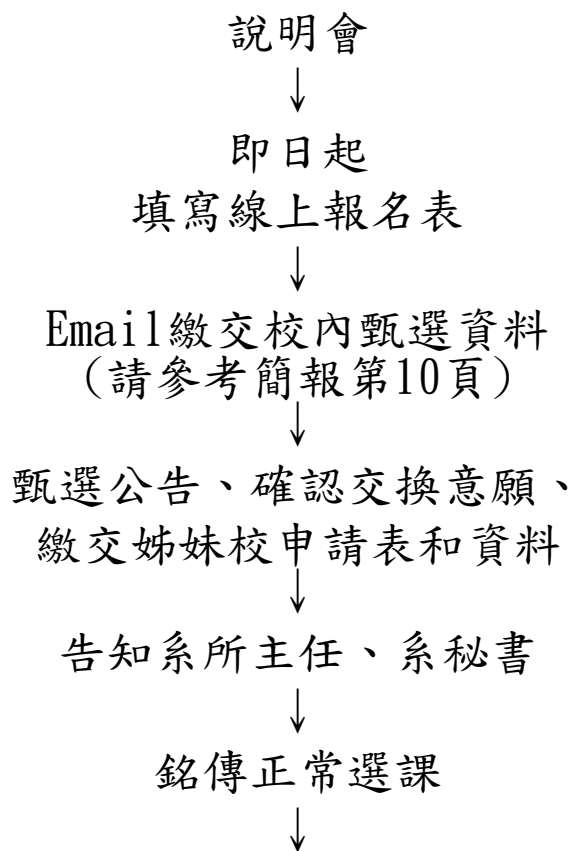 說明會
↓
即日起
填寫線上報名表
↓
Email繳交校內甄選資料
(請參考簡報第10頁)
↓
甄選公告、確認交換意願、
繳交姊妹校申請表和資料
↓
告知系所主任、系秘書
↓
銘傳正常選課
↓